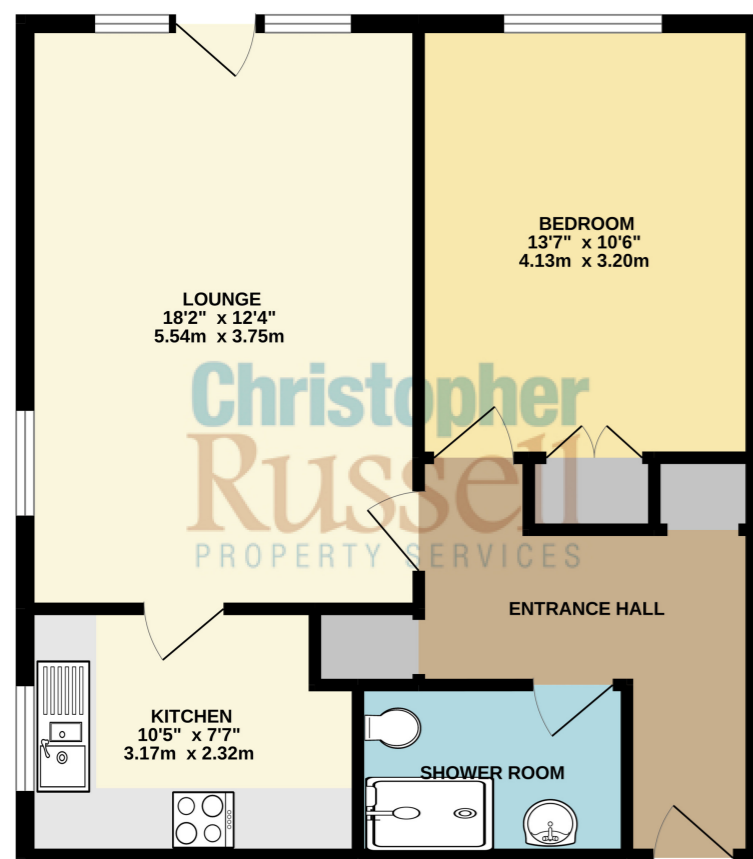 BEDROOM
13'7" x 10'6"
4.13m x 3.20m
LOUNGE
18'2" x 12'4"
5.54m x 3.75m
Christopher
Russell
PROPERTY SERVICES
ENTRANCE HALL
KITCHEN
10'5" x 7'7"
3.17m x 2.32m
SHOWER ROOM